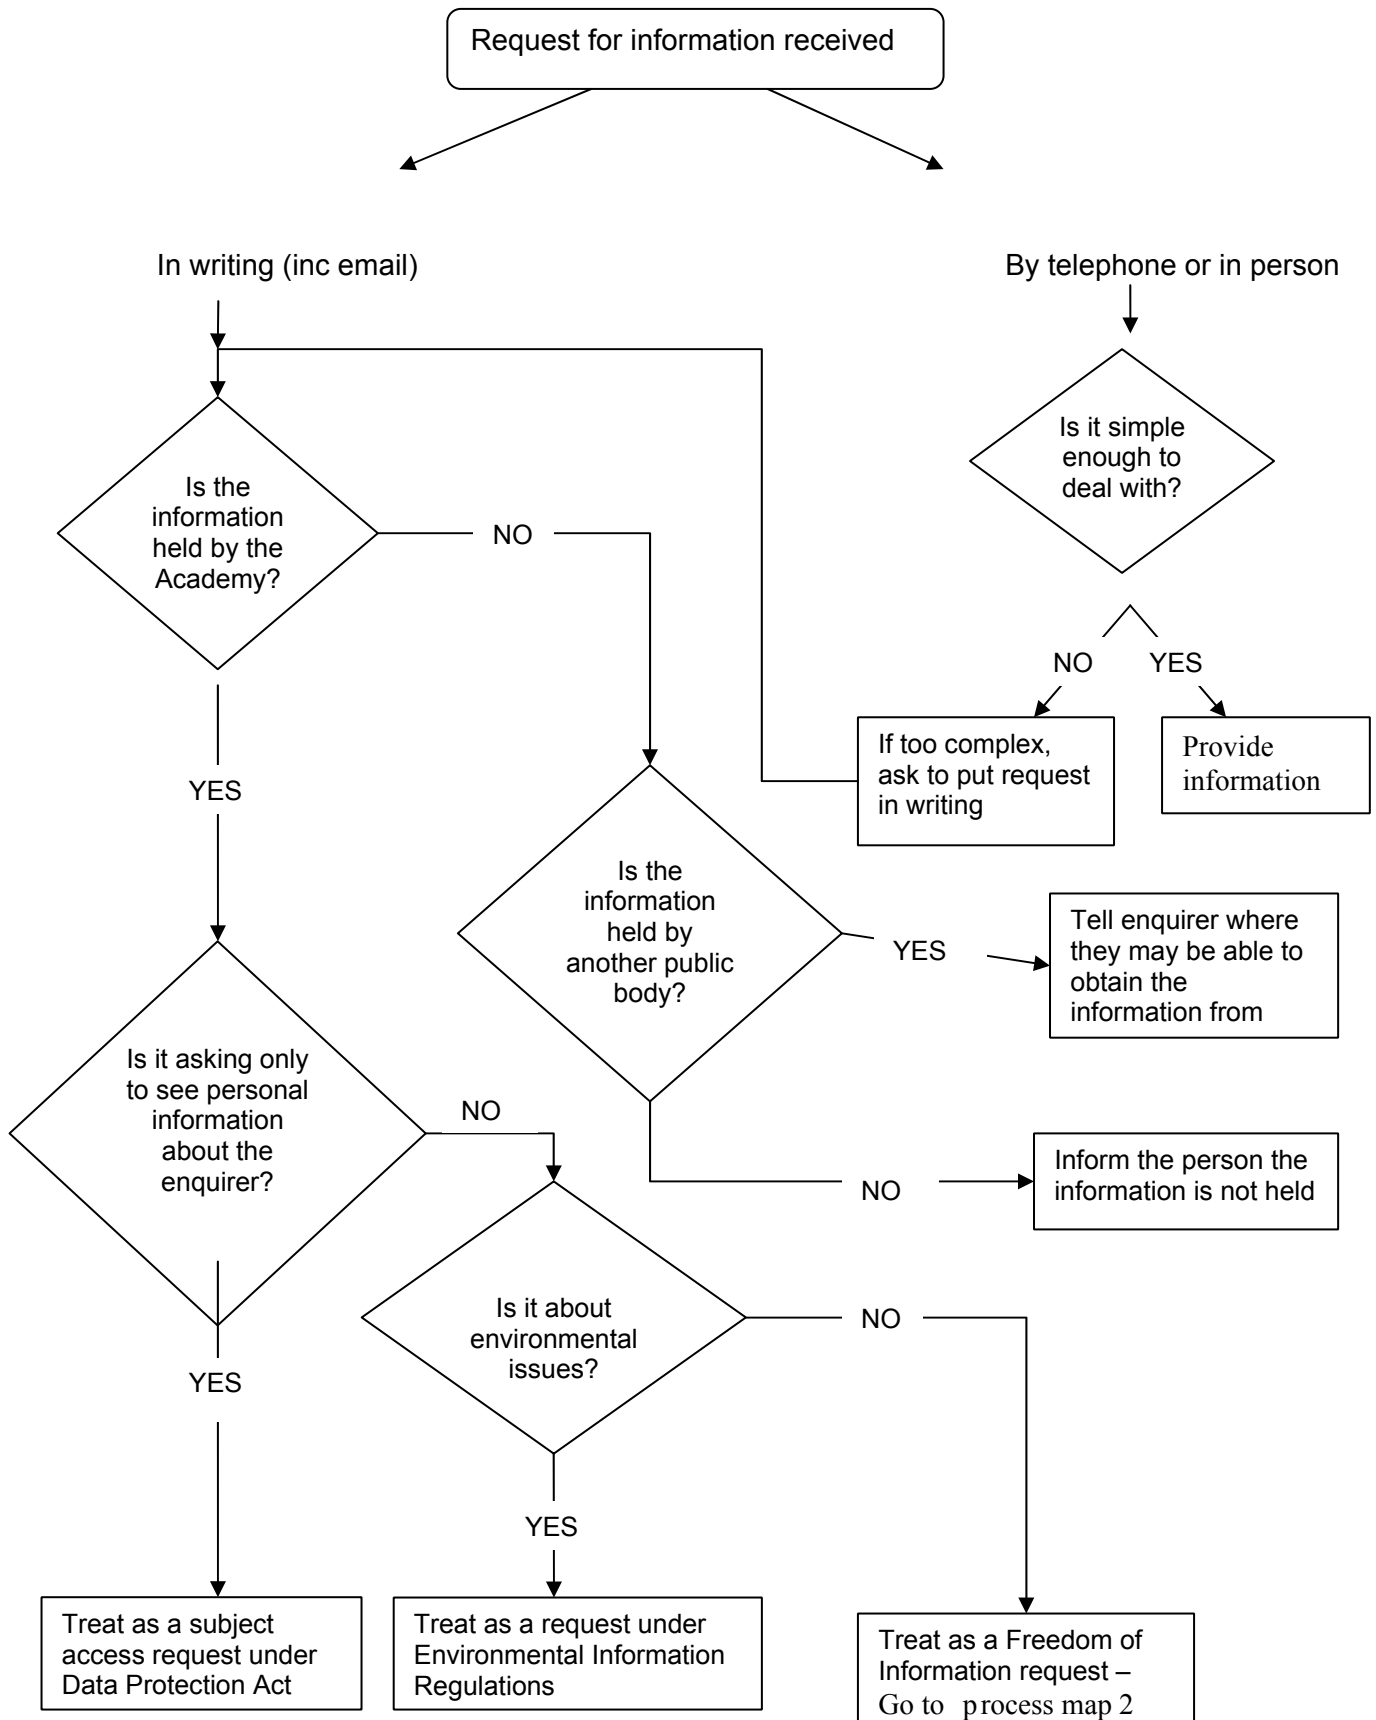 Request for information received
In writing (inc email)
By telephone or in person
Is it simple
enough to
deal with?
Is the
information
held by the
Academy?
NO
NO
YES
If too complex,
ask to put request
in writing
Provide
information
YES
Is the
information
held by
another public
body?
YES
Tell enquirer where
they may be able to
obtain the
information from
Is it asking only
to see personal
information
about the
enquirer?
NO
NO
Inform the person the
information is not held
Is it about
environmental
issues?
NO
YES
YES
Treat as a subject
access request under
Data Protection Act
Treat as a request under
Environmental Information
Regulations
Treat as a Freedom of
Information request –
Go to process map 2